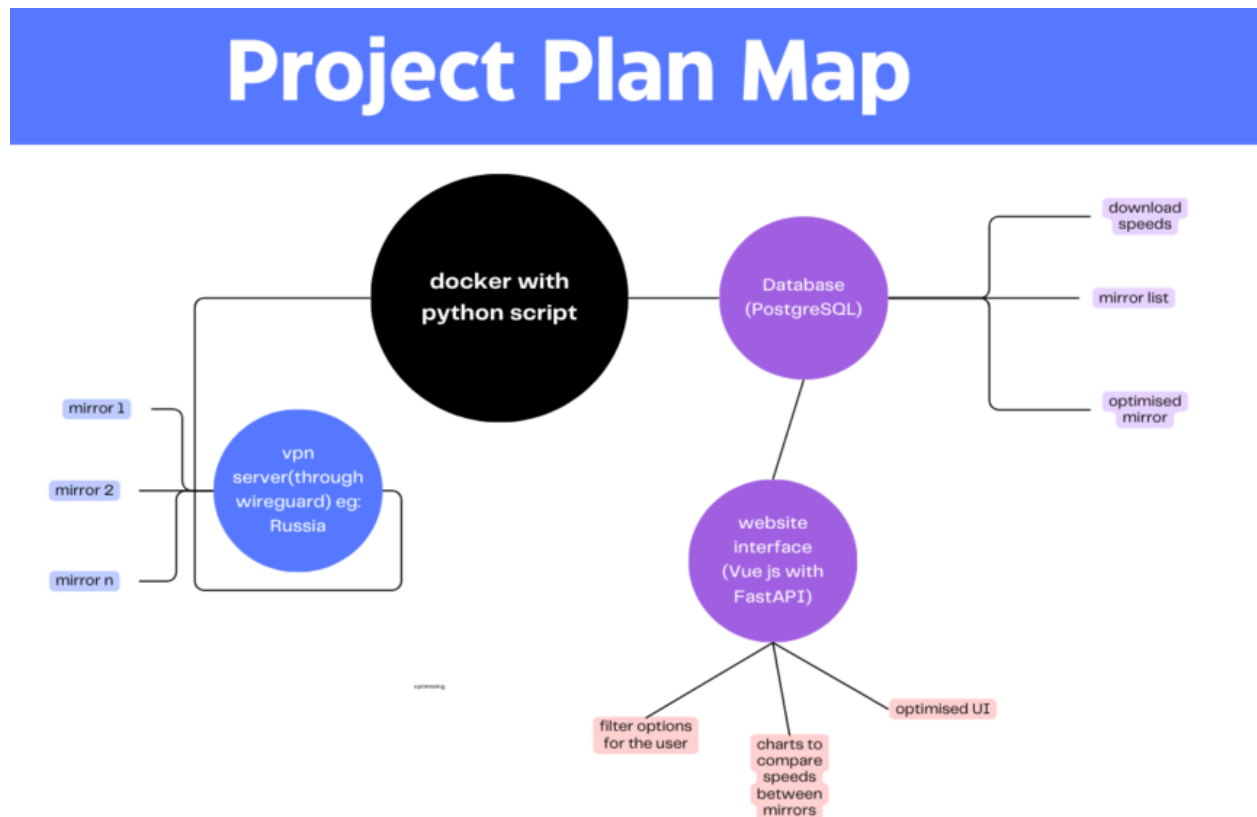 Project Plan Map
docker with
python script
Database
(PostgreSQL)
download
speeds
mirror list
optimised
mirror
mirror 1
mirror 2
mirror n
vpn
server(through
wireguard) eg:
Russia
website
interface
(Vue js with
FastAPI)
filter options
for the user
charts to
compare
speeds
between
mirrors
optimised UI